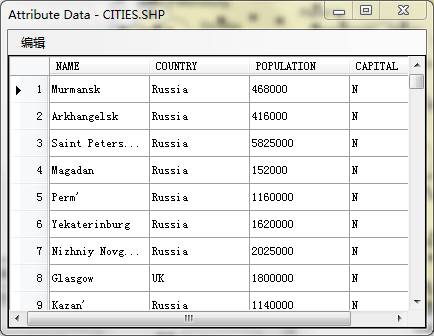 Attribute Data - CITIES.SHP
编辑
NAME COUNTRY POPULATION CAPITAL
1 Murmansk Russia 468000 N
2 Arkhangelsk Russia 416000 N
3 Saint Peters... Russia 5825000 N
4 Magadan Russia 152000 N
5 Perm' Russia 1160000 N
6 Yekaterinburg Russia 1620000 N
7 Nizhniy Novg... Russia 2025000 N
8 Glasgow UK 1800000 N
9 Kazan' Russia 1140000 N